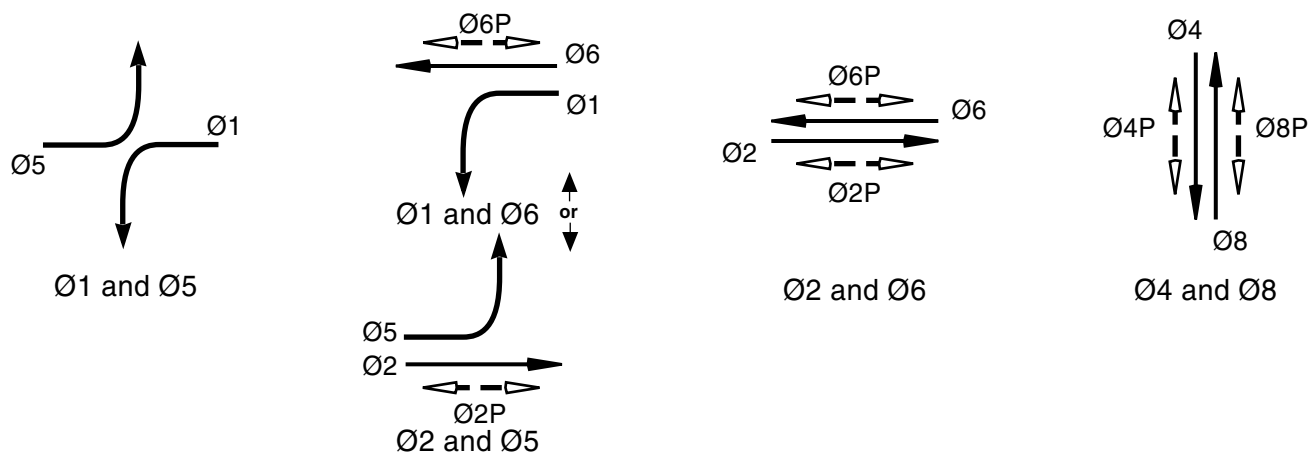 Ø5
Ø1
Ø1 and Ø5
Ø6P
Ø6
Ø1
Ø1 and Ø6
or
Ø5
Ø2
Ø2P
Ø2 and Ø5
Ø6P
Ø6
Ø2
Ø2P
Ø2 and Ø6
Ø4
Ø4P
Ø8P
Ø8
Ø4 and Ø8